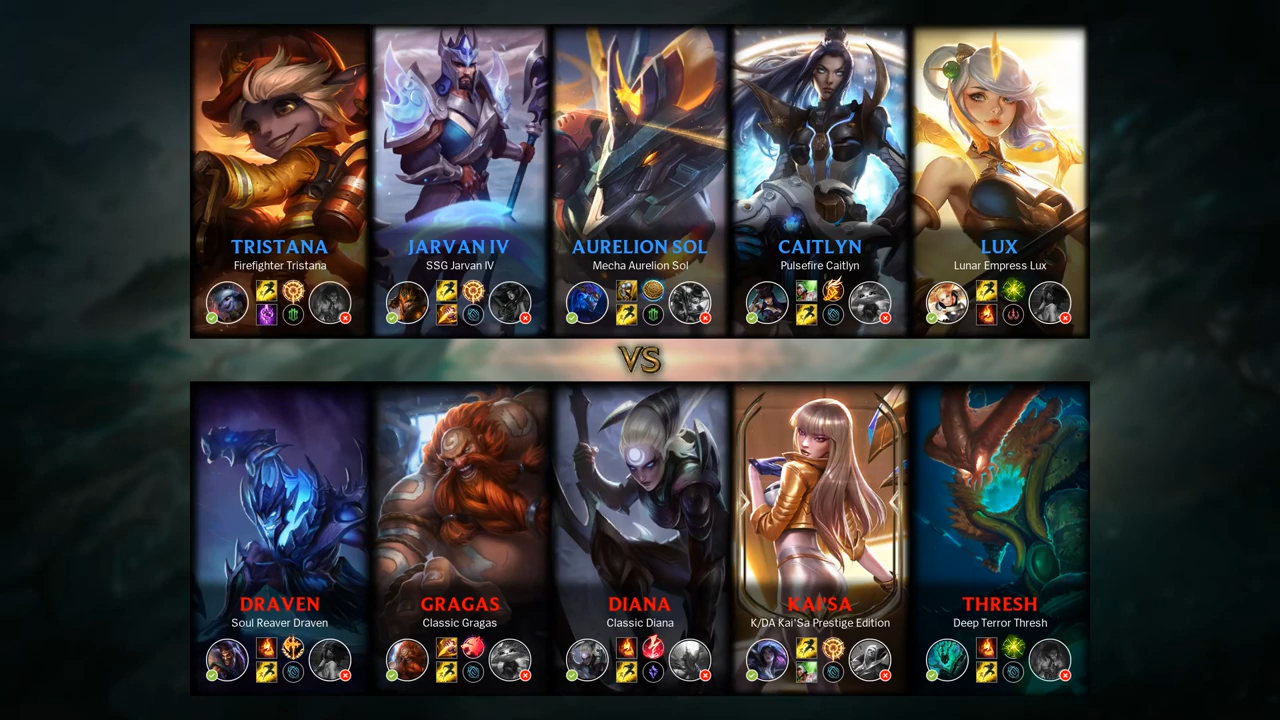 TRISTANA
Firefighter Tristana
JARVAN IV
SSG Jarvan IV
AURELION SOL
Mecha Aurelion Sol
CAITLYN
Pulsefire Caitlyn
LUX
Lunar Empress Lux
VS
DRAVEN
Soul Reaver Draven
GRAGAS
Classic Gragas
DIANA
Classic Diana
KAI'SA
K/DA Kai'Sa Prestige Edition
THRESH
Deep Terror Thresh